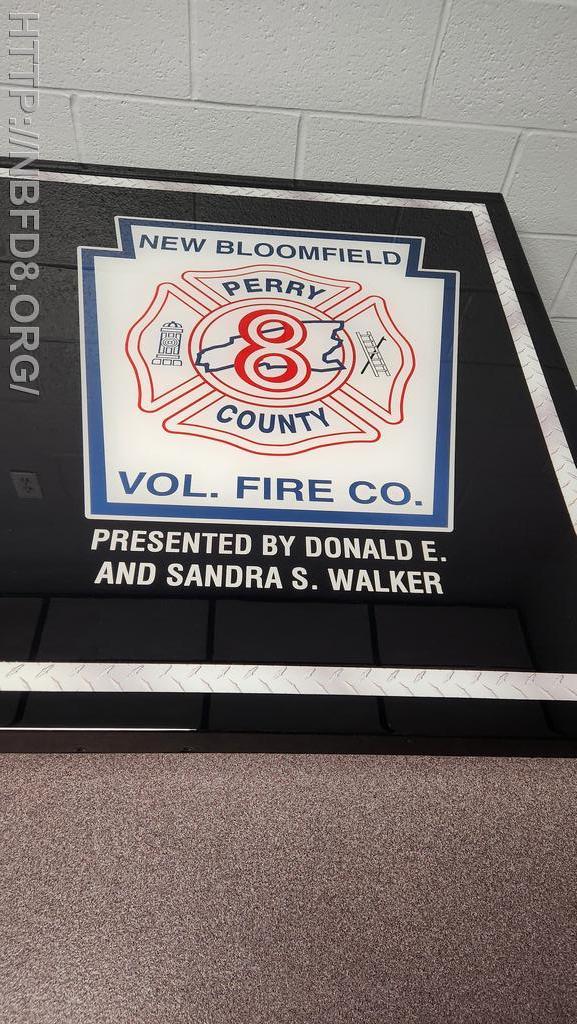 HTTP://NBFD8.ORG/
NEW BLOOMFIELD
PERRY
8
COUNTY
VOL. FIRE CO.
PRESENTED BY DONALD E.
AND SANDRA S. WALKER